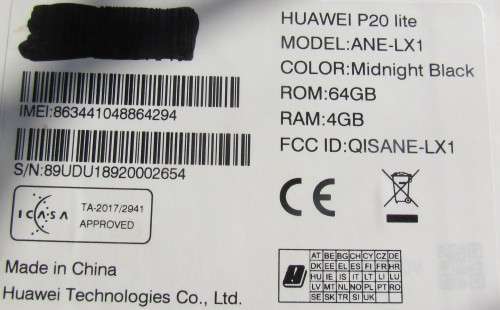 HUAWEI P20 lite
MODEL:ANE-LX1
COLOR:Midnight Black
ROM:64GB
RAM:4GB
FCC ID:QISANE-LX1
IMEI:863441048864294
S/N:89UDU18920002654
ICASA
TA-2017/2941
APPROVED
CE
Made in China
Huawei Technologies Co., Ltd.
AT BE BG CH CY CZ DE
DK EE EL ES FI FR HR
HU IE IS IT LI LT LU
LV MT NL NO PL PT RO
SE SK TR SI UK